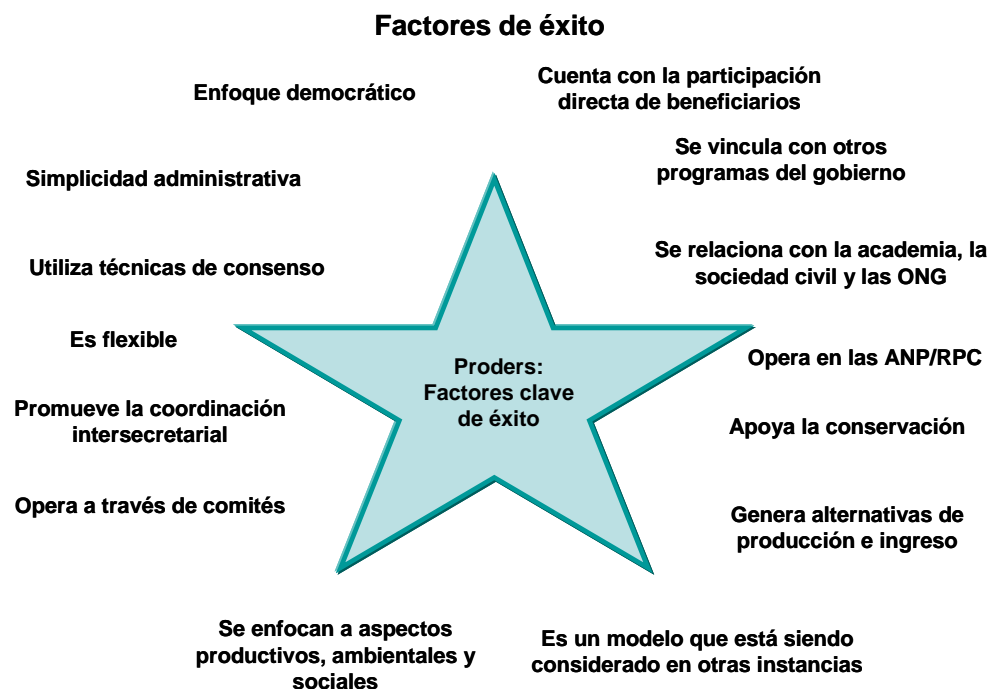 Factores de éxito
Enfoque democrático
Cuenta con la participación
directa de beneficiarios
Simplicidad administrativa
Se vincula con otros
programas del gobierno
Utiliza técnicas de consenso
Se relaciona con la academia, la
sociedad civil y las ONG
Es flexible
Proders:
Factores clave
de éxito
Opera en las ANP/RPC
Promueve la coordinación
intersecretarial
Apoya la conservación
Opera a través de comités
Genera alternativas de
producción e ingreso
Se enfocan a aspectos
productivos, ambientales y
sociales
Es un modelo que está siendo
considerado en otras instancias